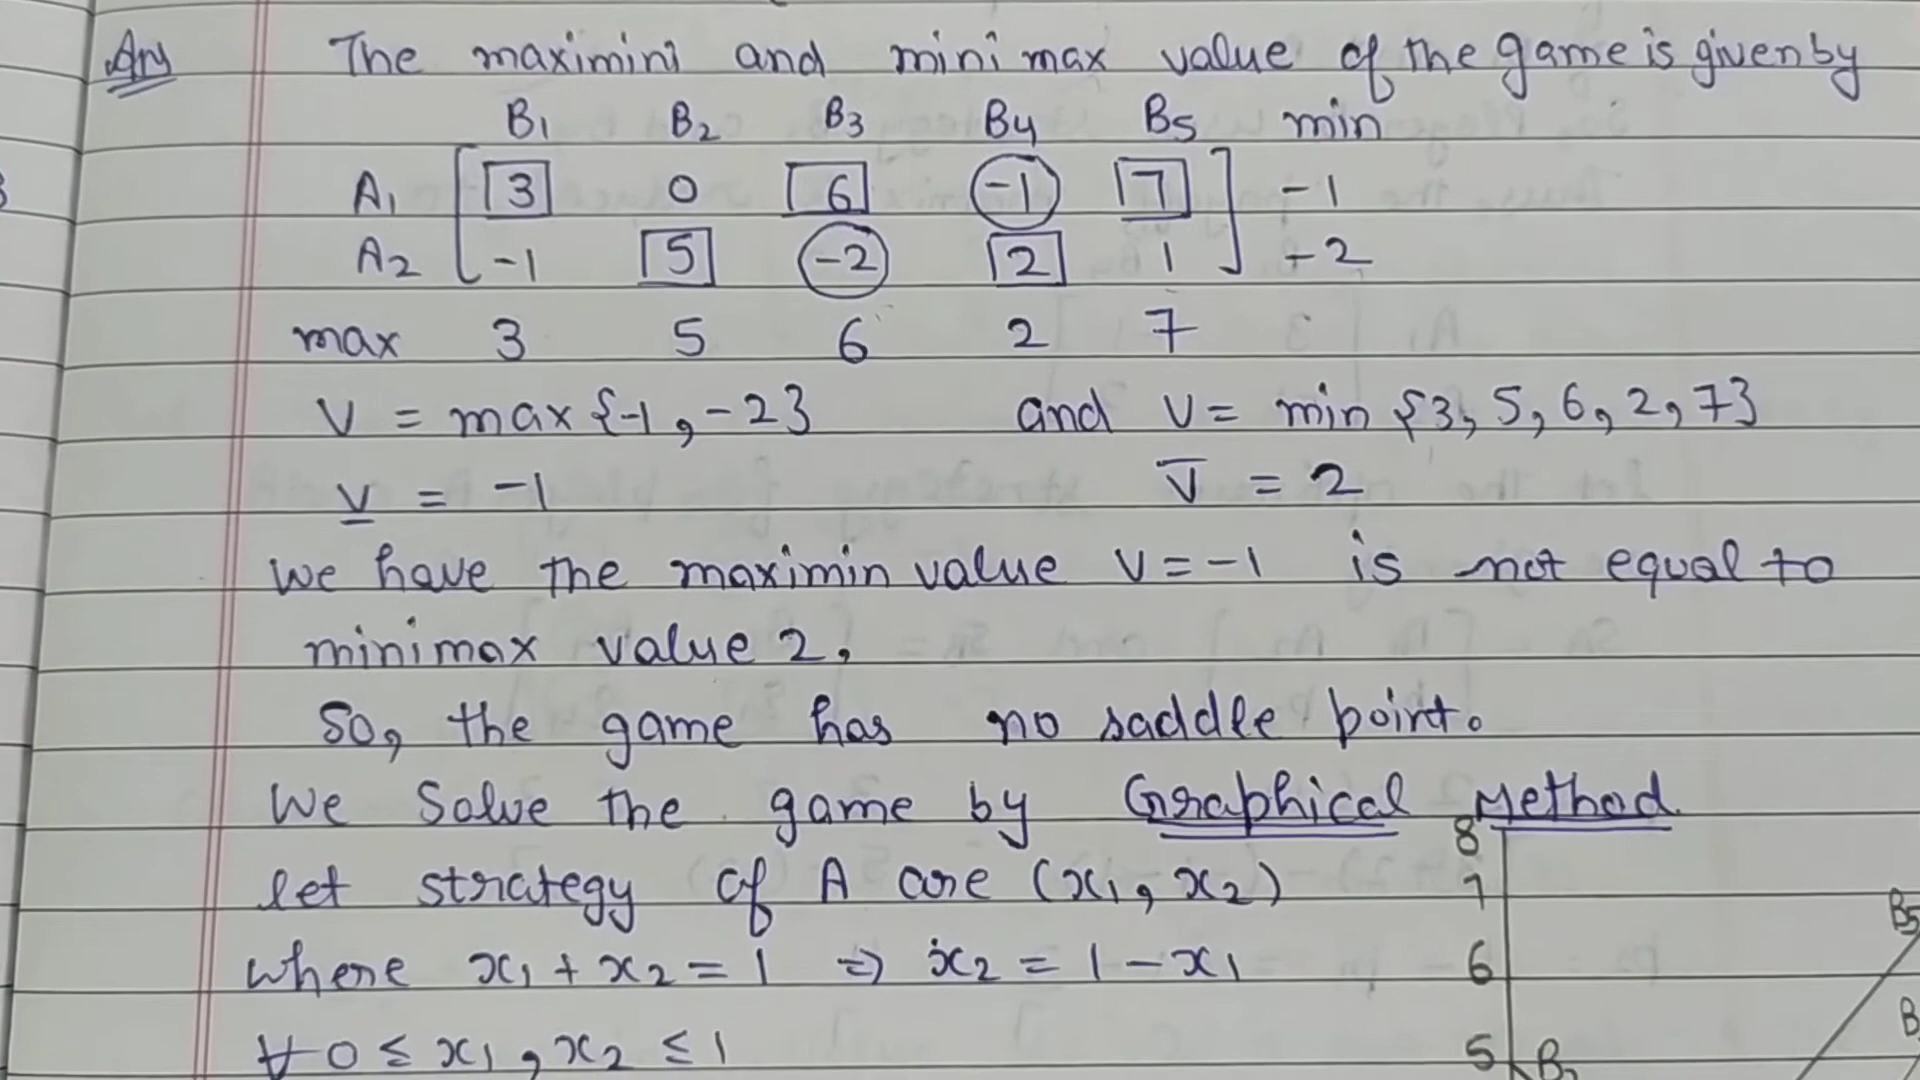 Ans The maximini and minimax value of the game is given by
B1 B2 B3 B4 B5 min
A1 [ 3 0 6 -1 7 ] -1
A2 [ -1 5 -2 2 1 ] -2
max 3 5 6 2 7
V = max {-1, -2} and V = min {3, 5, 6, 2, 7}
V̲ = -1 V̅ = 2
We have the maximin value V = -1 is not equal to
minimax value 2.
So, the game has no saddle point.
We Solve the game by Graphical Method
let strategy of A are (x1, x2)
where x1 + x2 = 1 => x2 = 1 - x1
∀ 0 ≤ x1, x2 ≤ 1
8
7
B5
6
B
5